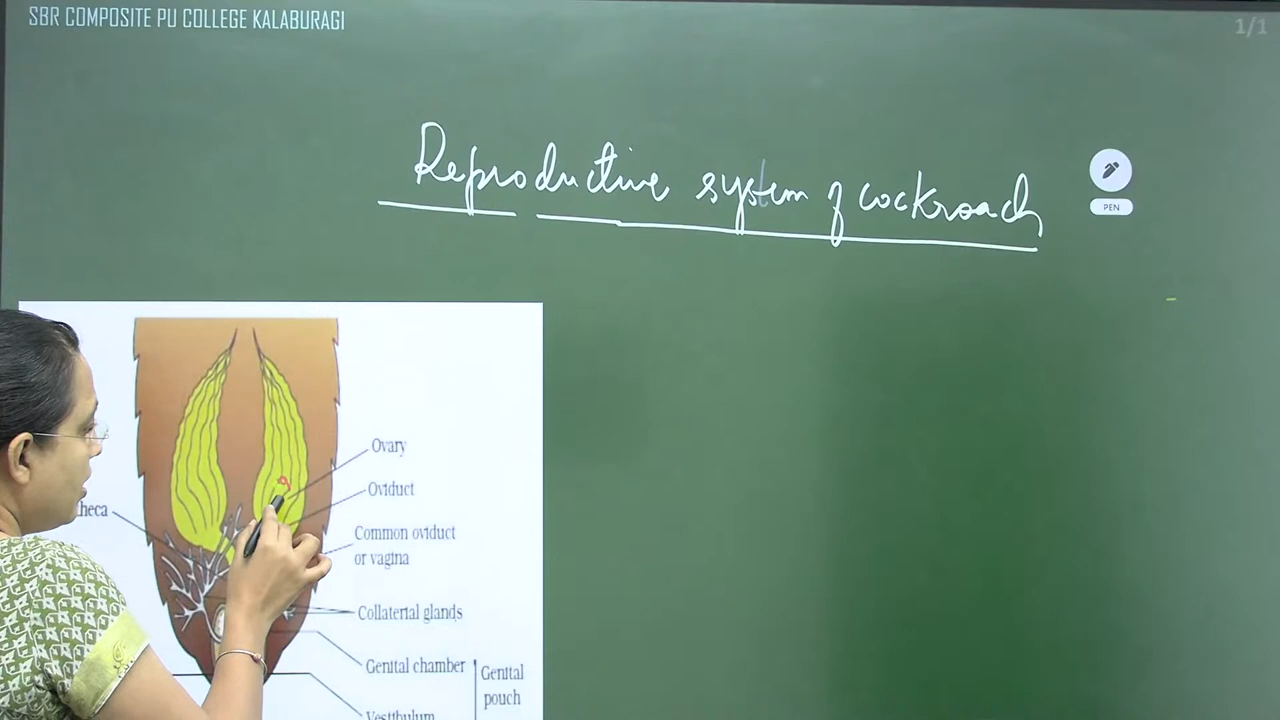 SBR COMPOSITE PU COLLEGE KALABURAGI
1/1
Reproductive system of cockroach
PEN
Ovary
Oviduct
theca
Common oviduct
or vagina
Collaterial glands
Genital chamber
Genital
pouch
Vestibulum